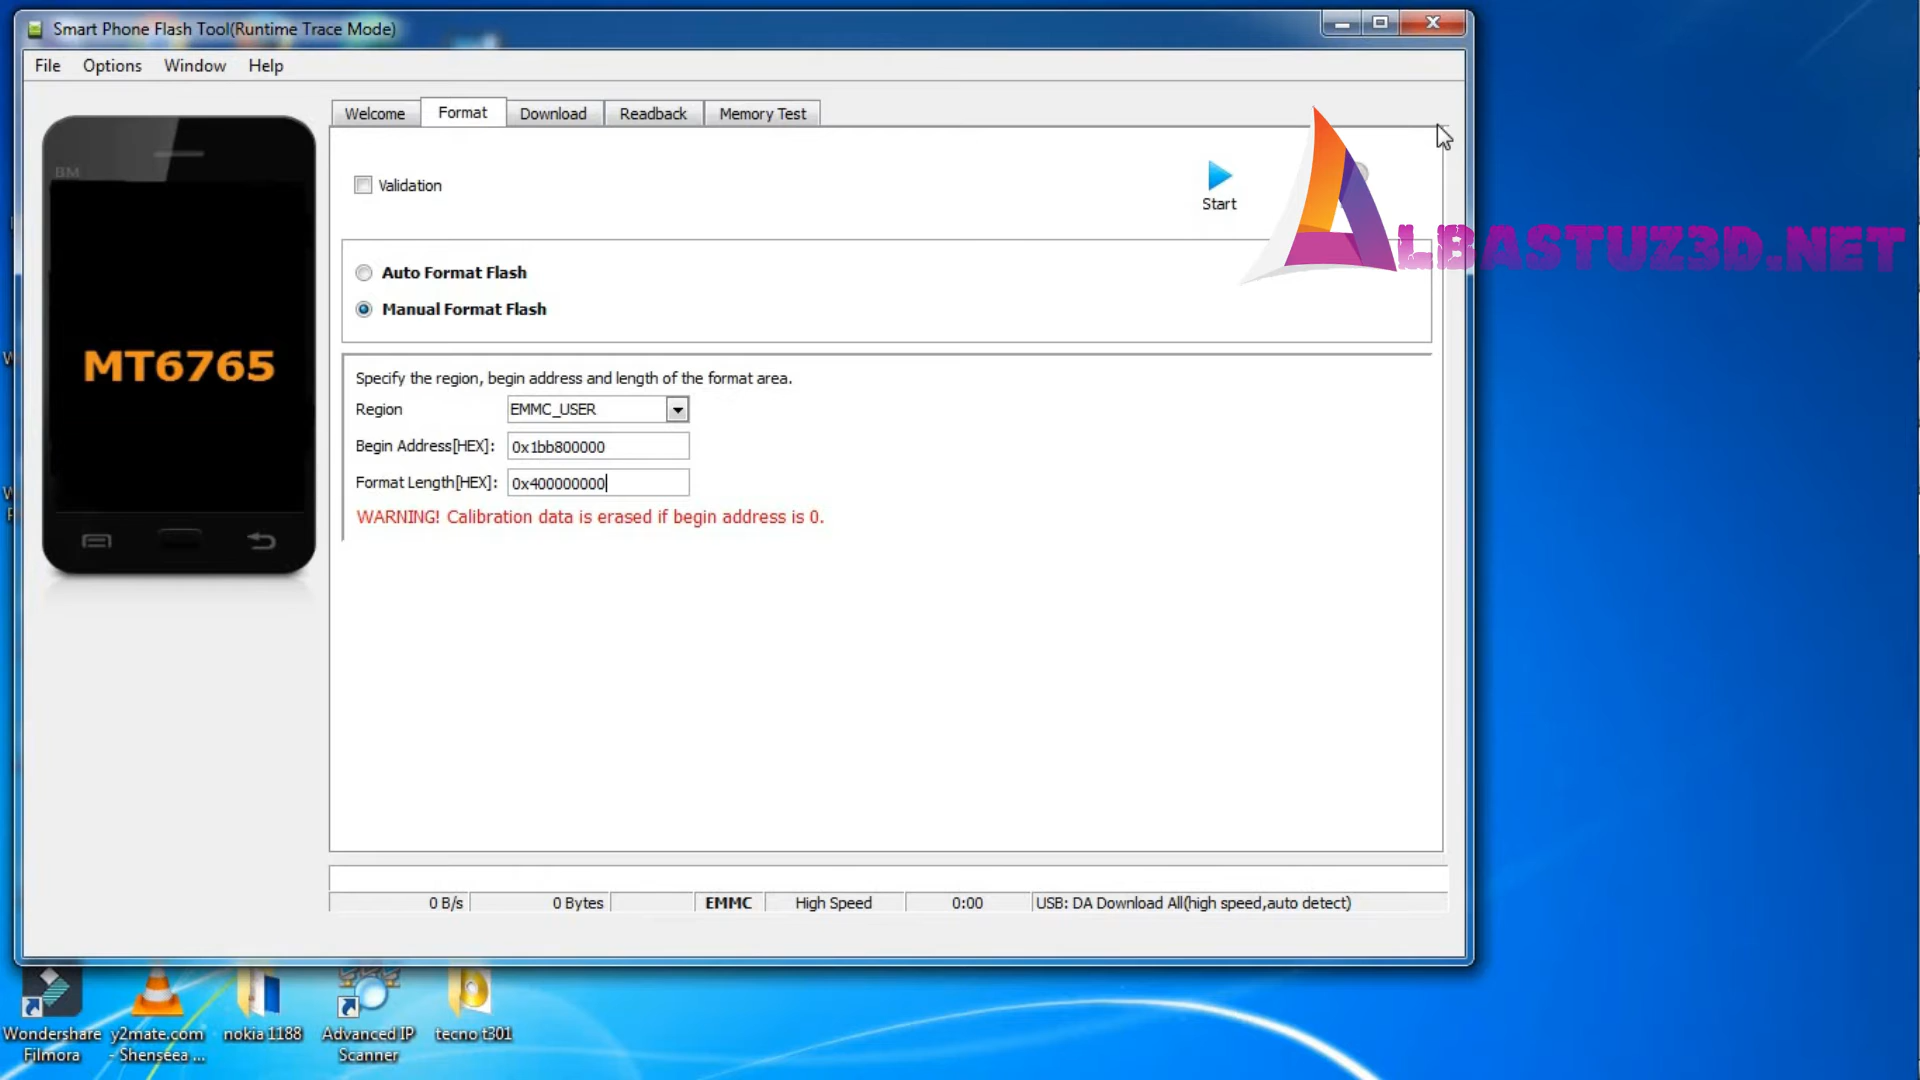 Smart Phone Flash Tool(Runtime Trace Mode)
File Options Window Help
Welcome Format Download Readback Memory Test
BM
Validation
Start
ALBASTUZ3D.NET
Auto Format Flash
Manual Format Flash
MT6765
Specify the region, begin address and length of the format area.
Region EMMC_USER
Begin Address[HEX]: 0x1bb800000
Format Length[HEX]: 0x400000000
WARNING! Calibration data is erased if begin address is 0.
0 B/s 0 Bytes EMMC High Speed 0:00 USB: DA Download All(high speed,auto detect)
Wondershare Filmora
y2mate.com - Shenseea ...
nokia 1188
Advanced IP Scanner
tecno t301